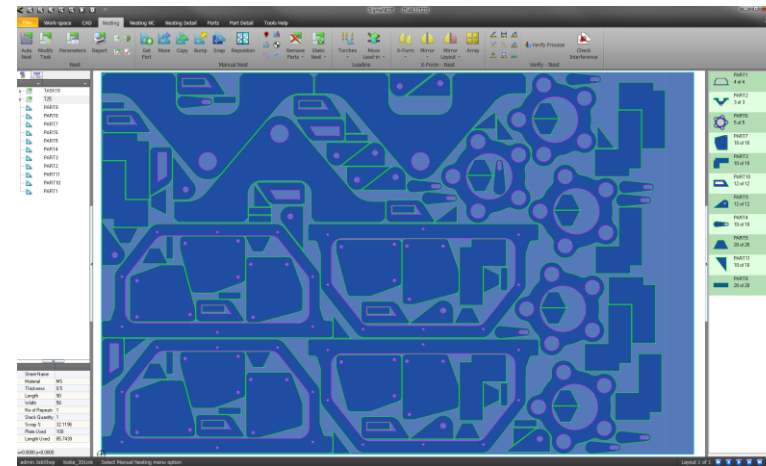 SigmaNEST
File Work space CAD Nesting Nesting NC Nesting Detail Parts Part Detail Tools Help
Auto Nest
Modify Task
Parameters
Report
Get Part
Move
Copy
Bump
Snap
Reposition
Remove Parts
Static Nest
Torches
Move Lead-in
X-Form
Mirror
Mirror Layout
Array
Verify Process
Check Interference
Nest
Manual Nest
Leadins
X-Form - Nest
Verify - Nest
PART9
PART8
PART7
PART6
PART5
PART4
PART3
PART2
PART11
PART10
PART1
Sheet Name
Material MS
Thickness 0.5
Length 90
Width
No of Repeats 1
Stack Quantity 1
Scrap % 32.1196
Plate Used 100
Length Used 85.7439
x=0.0000 y=0.0000
PART1
4 of 4
PART2
3 of 3
5 of 5
PART7
18 of 18
18 of 18
PART10
12 of 12
12 of 12
PART4
18 of 18
PART5
28 of 28
PART11
18 of 18
28 of 28
Select Manual Nesting menu option
Layout 1 of 1